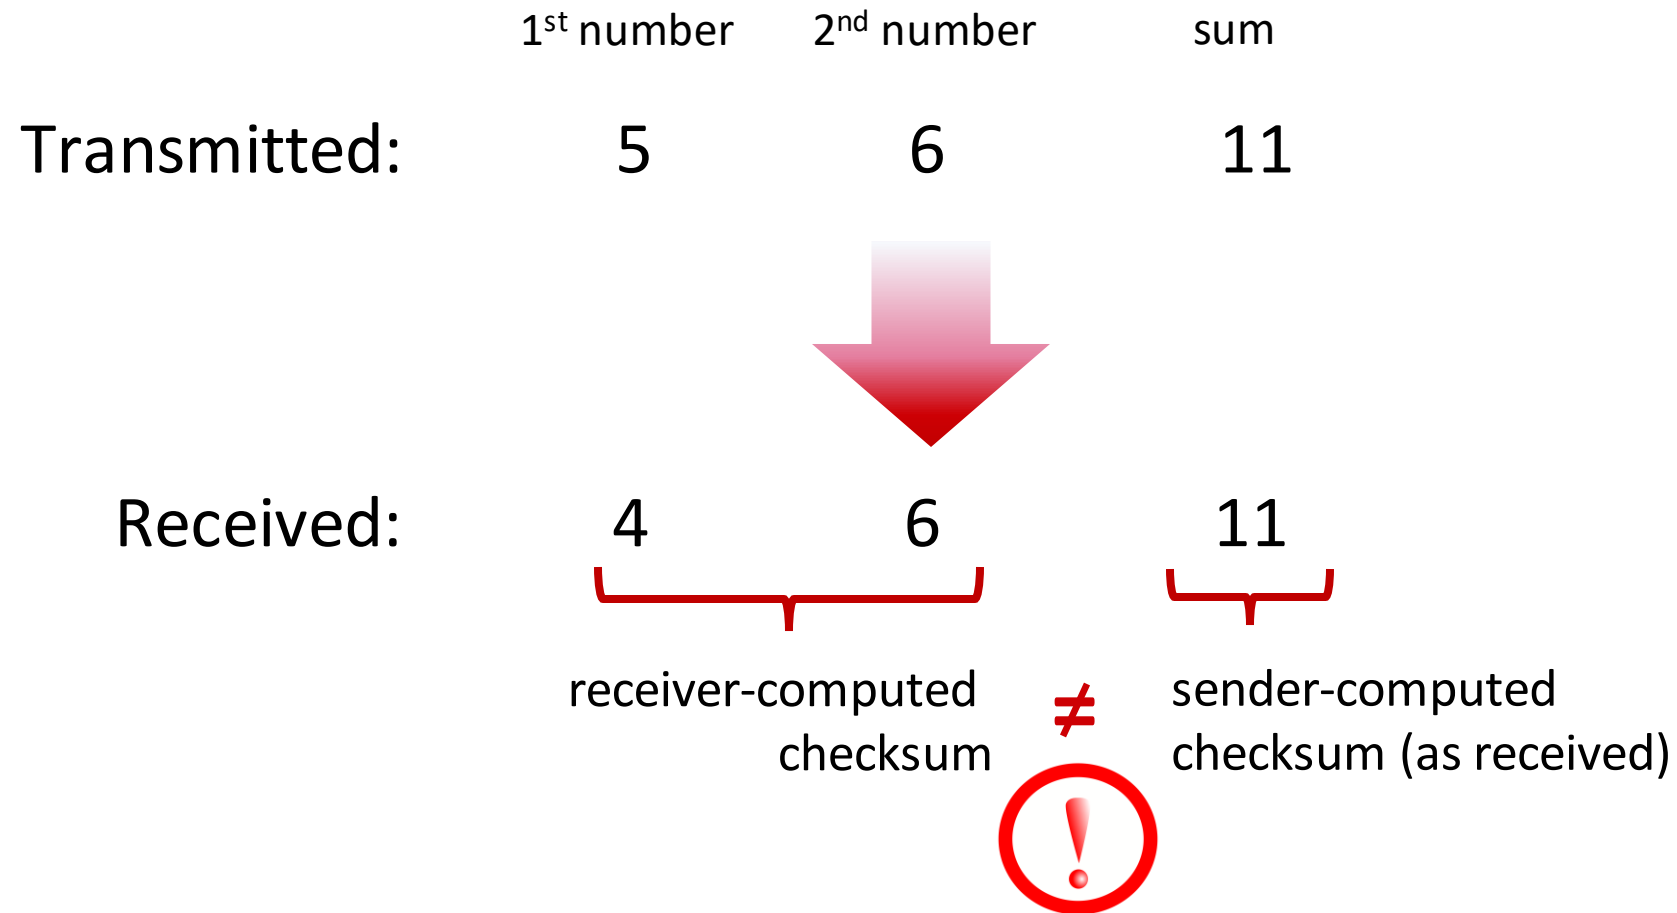 1st number 2nd number sum
Transmitted: 5 6 11
Received: 4 6 11
receiver-computed ≠ sender-computed
checksum checksum (as received)
!